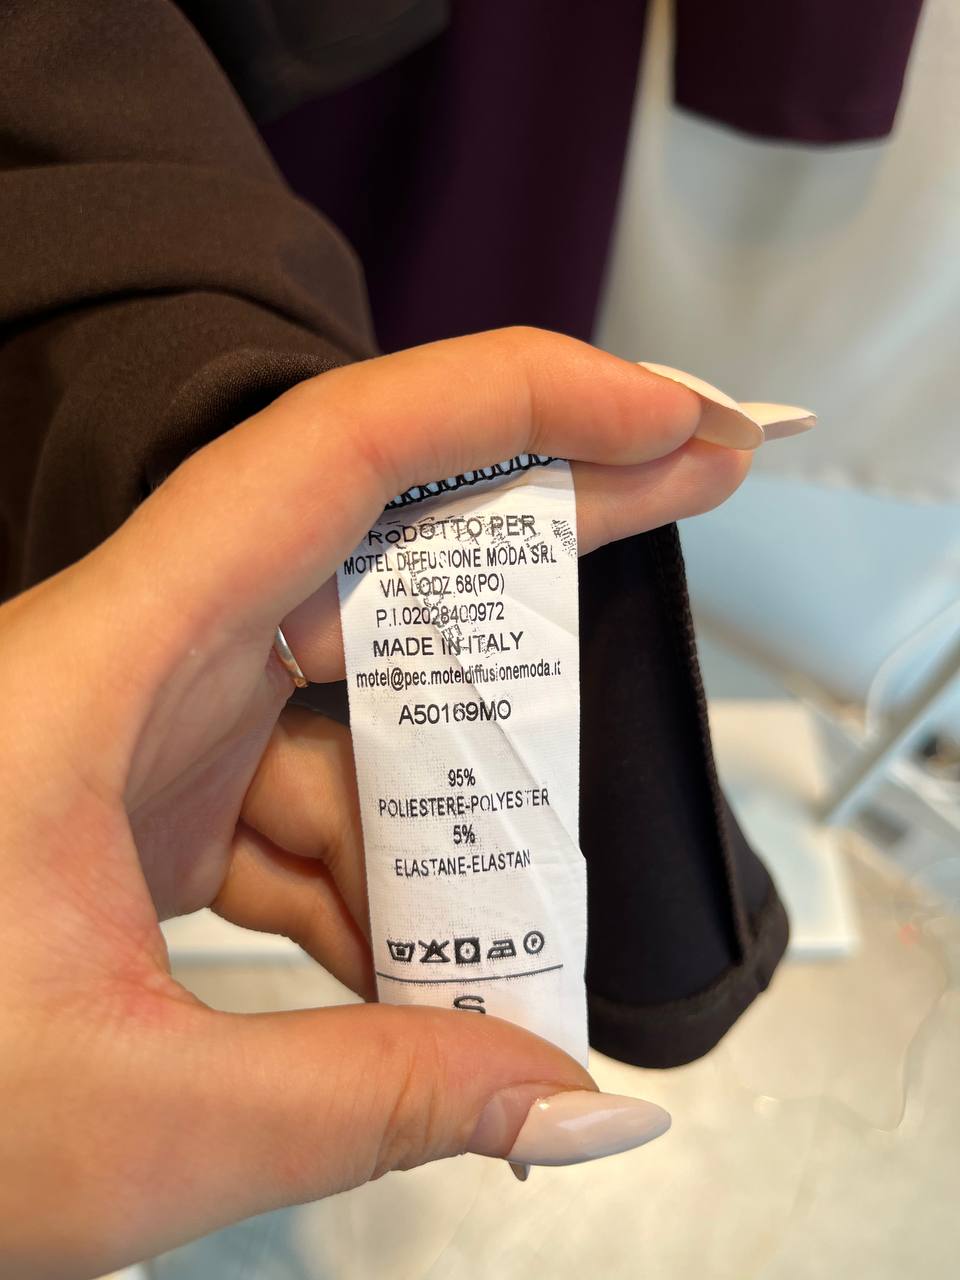 PRODOTTO PER
MOTEL DIFFUSIONE MODA SRL
VIA LODZ 68(PO)
P.I.02028400972
MADE IN ITALY
motel@pec.moteldiffusionemoda.it
A50169MO
95%
POLIESTERE-POLYESTER
5%
ELASTANE-ELASTAN
P
S